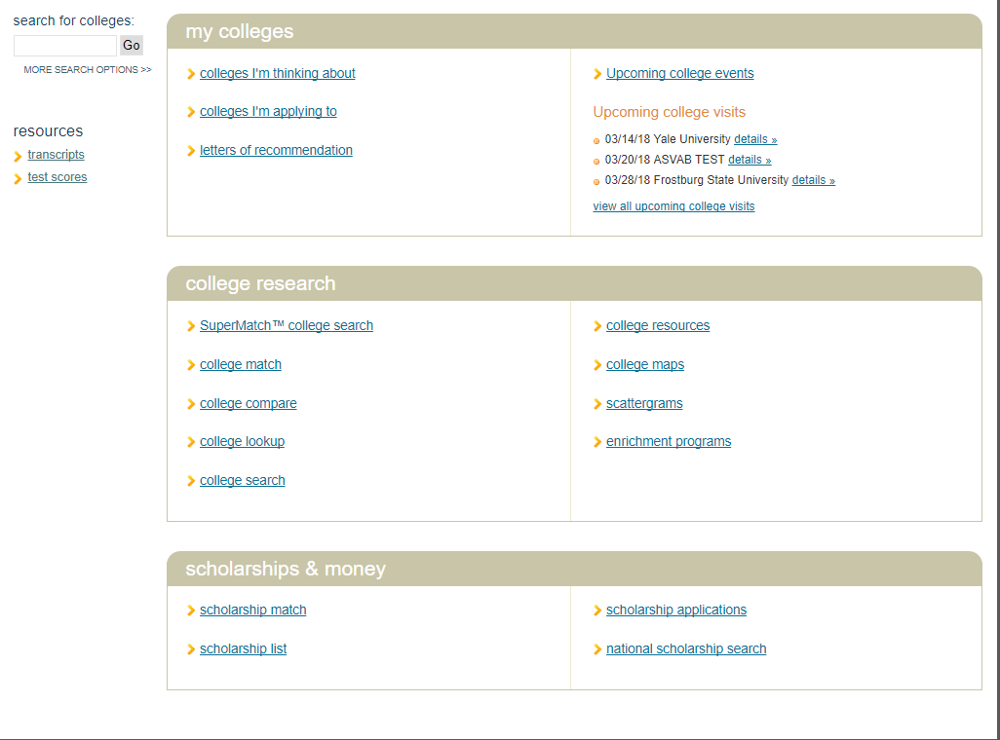 search for colleges:
Go
MORE SEARCH OPTIONS >>
resources
transcripts
test scores
my colleges
colleges I'm thinking about
colleges I'm applying to
letters of recommendation
Upcoming college events
Upcoming college visits
03/14/18 Yale University details »
03/20/18 ASVAB TEST details »
03/28/18 Frostburg State University details »
view all upcoming college visits
college research
SuperMatch™ college search
college match
college compare
college lookup
college search
college resources
college maps
scattergrams
enrichment programs
scholarships & money
scholarship match
scholarship list
scholarship applications
national scholarship search